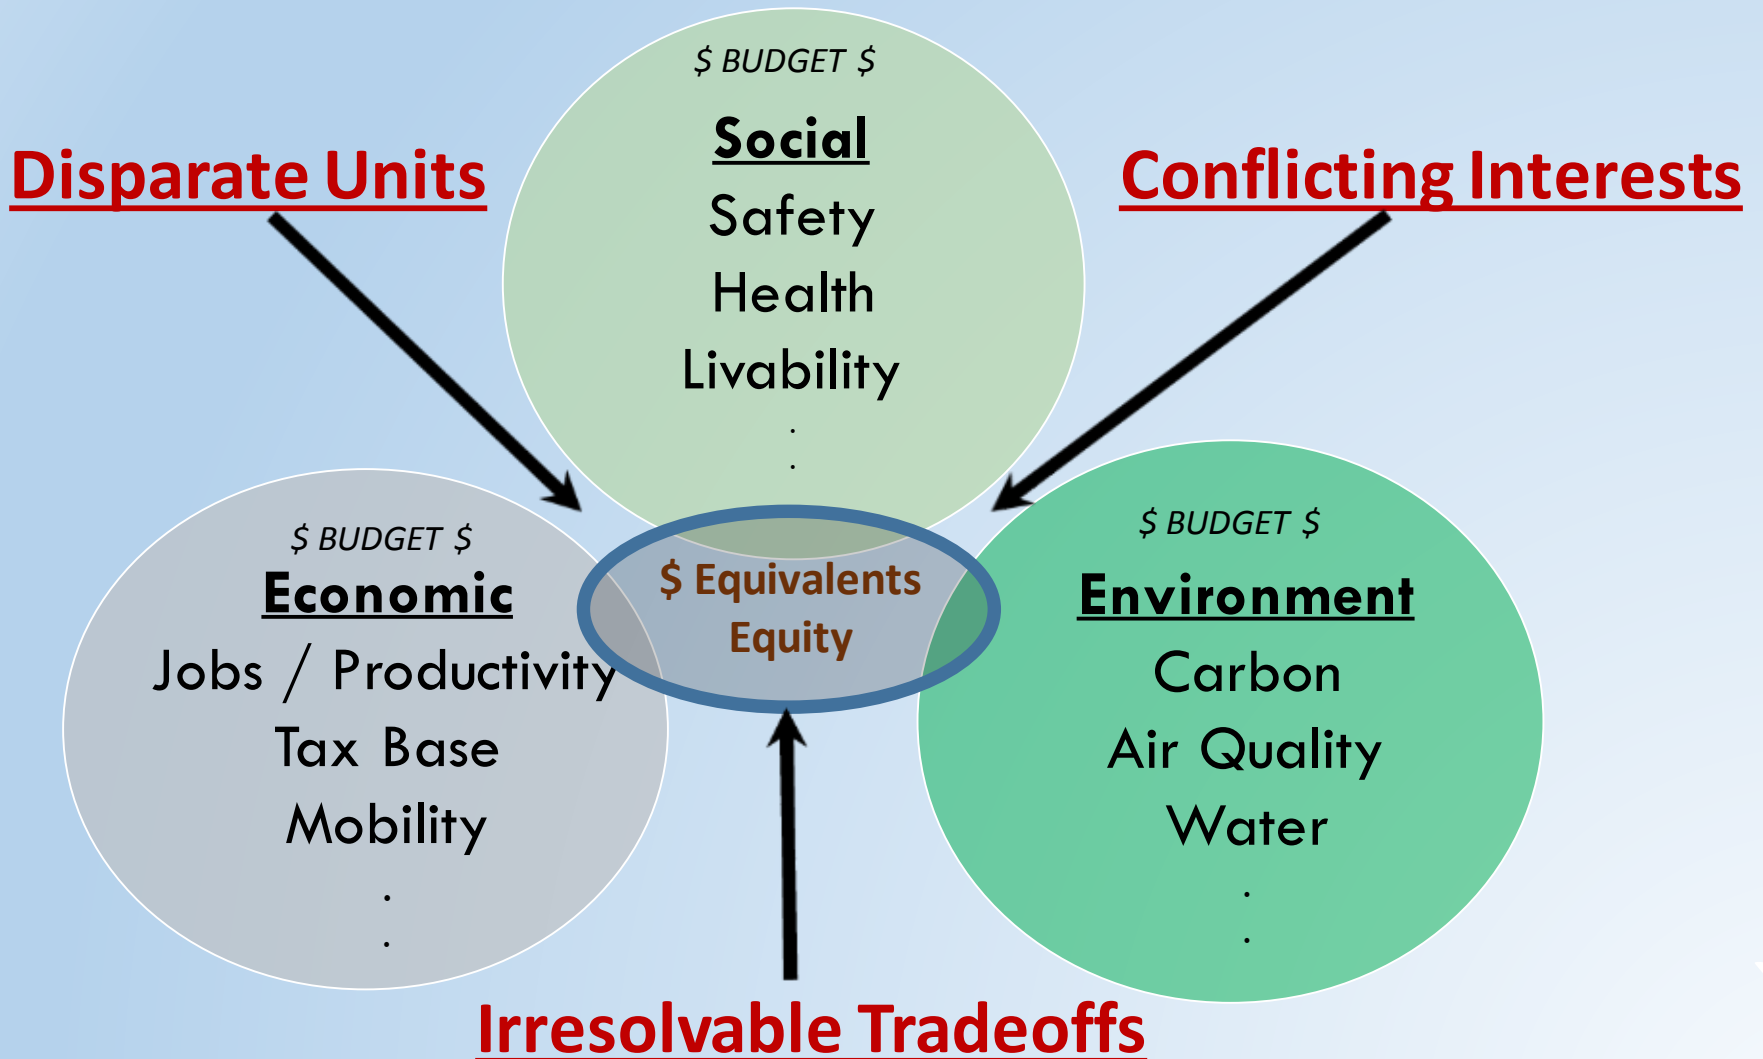 $ BUDGET $
Social
Safety
Health
Livability
.
.
Disparate Units
Conflicting Interests
$ BUDGET $
Economic
Jobs / Productivity
Tax Base
Mobility
.
.
$ Equivalents
Equity
$ BUDGET $
Environment
Carbon
Air Quality
Water
.
.
Irresolvable Tradeoffs